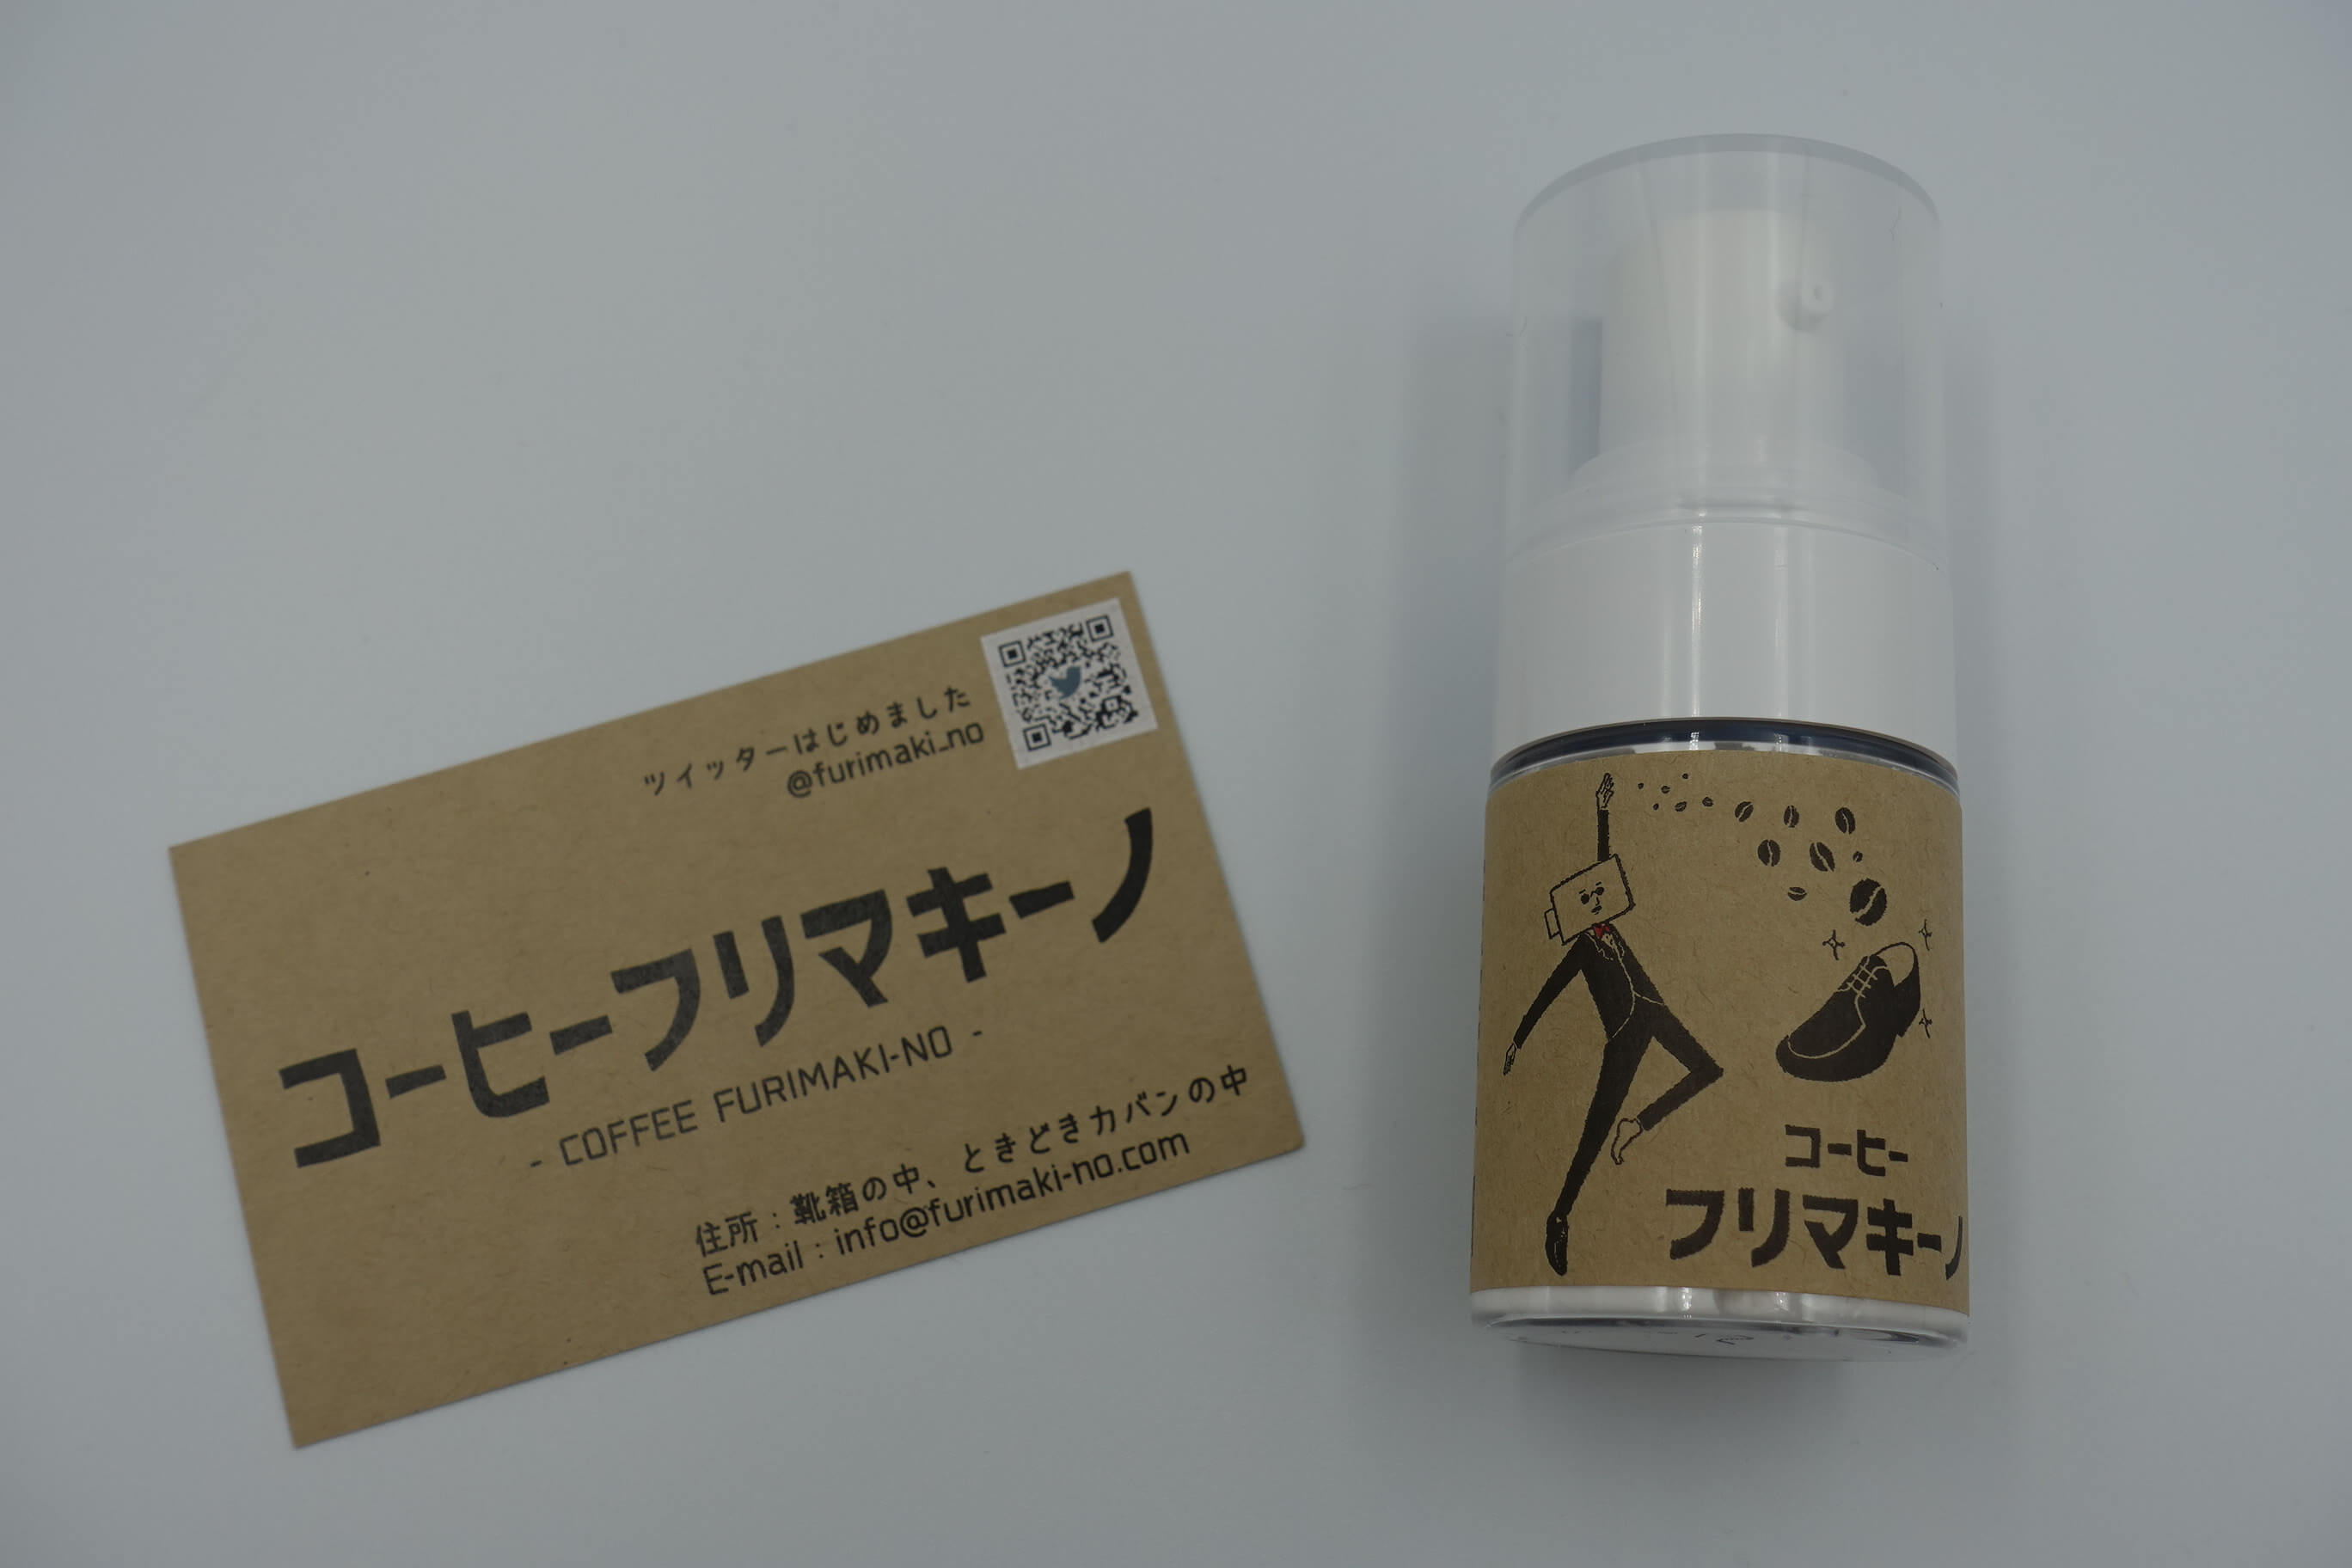 ツイッターはじめました
@furimaki_no
コーヒーフリマキーノ
- COFFEE FURIMAKI-NO -
住所：靴箱の中、ときどきカバンの中
E-mail：info@furimaki-no.com
コーヒー
フリマキーノ